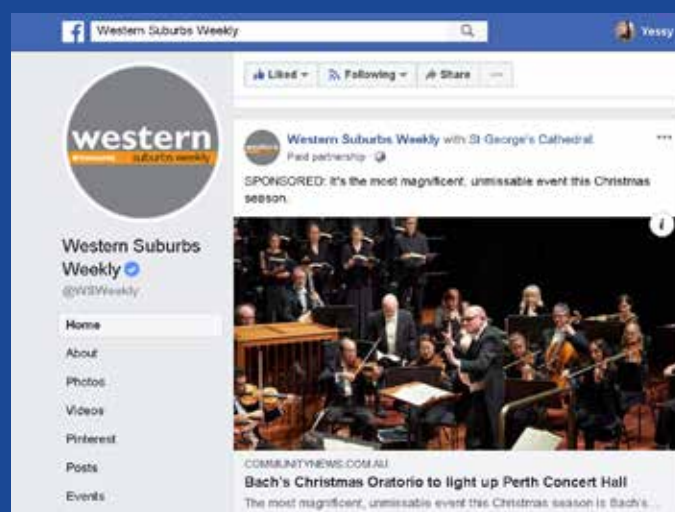 Western Suburbs Weekly
Yessy
Liked
Following
Share
western
suburbs weekly
Western Suburbs
Weekly
@WSWeekly
Home
About
Photos
Videos
Pinterest
Posts
Events
Western Suburbs Weekly with St George's Cathedral.
Paid partnership
SPONSORED: It's the most magnificent, unmissable event this Christmas
season.
i
COMMUNITYNEWS.COM.AU
Bach's Christmas Oratorio to light up Perth Concert Hall
The most magnificent, unmissable event this Christmas season is Bach's...